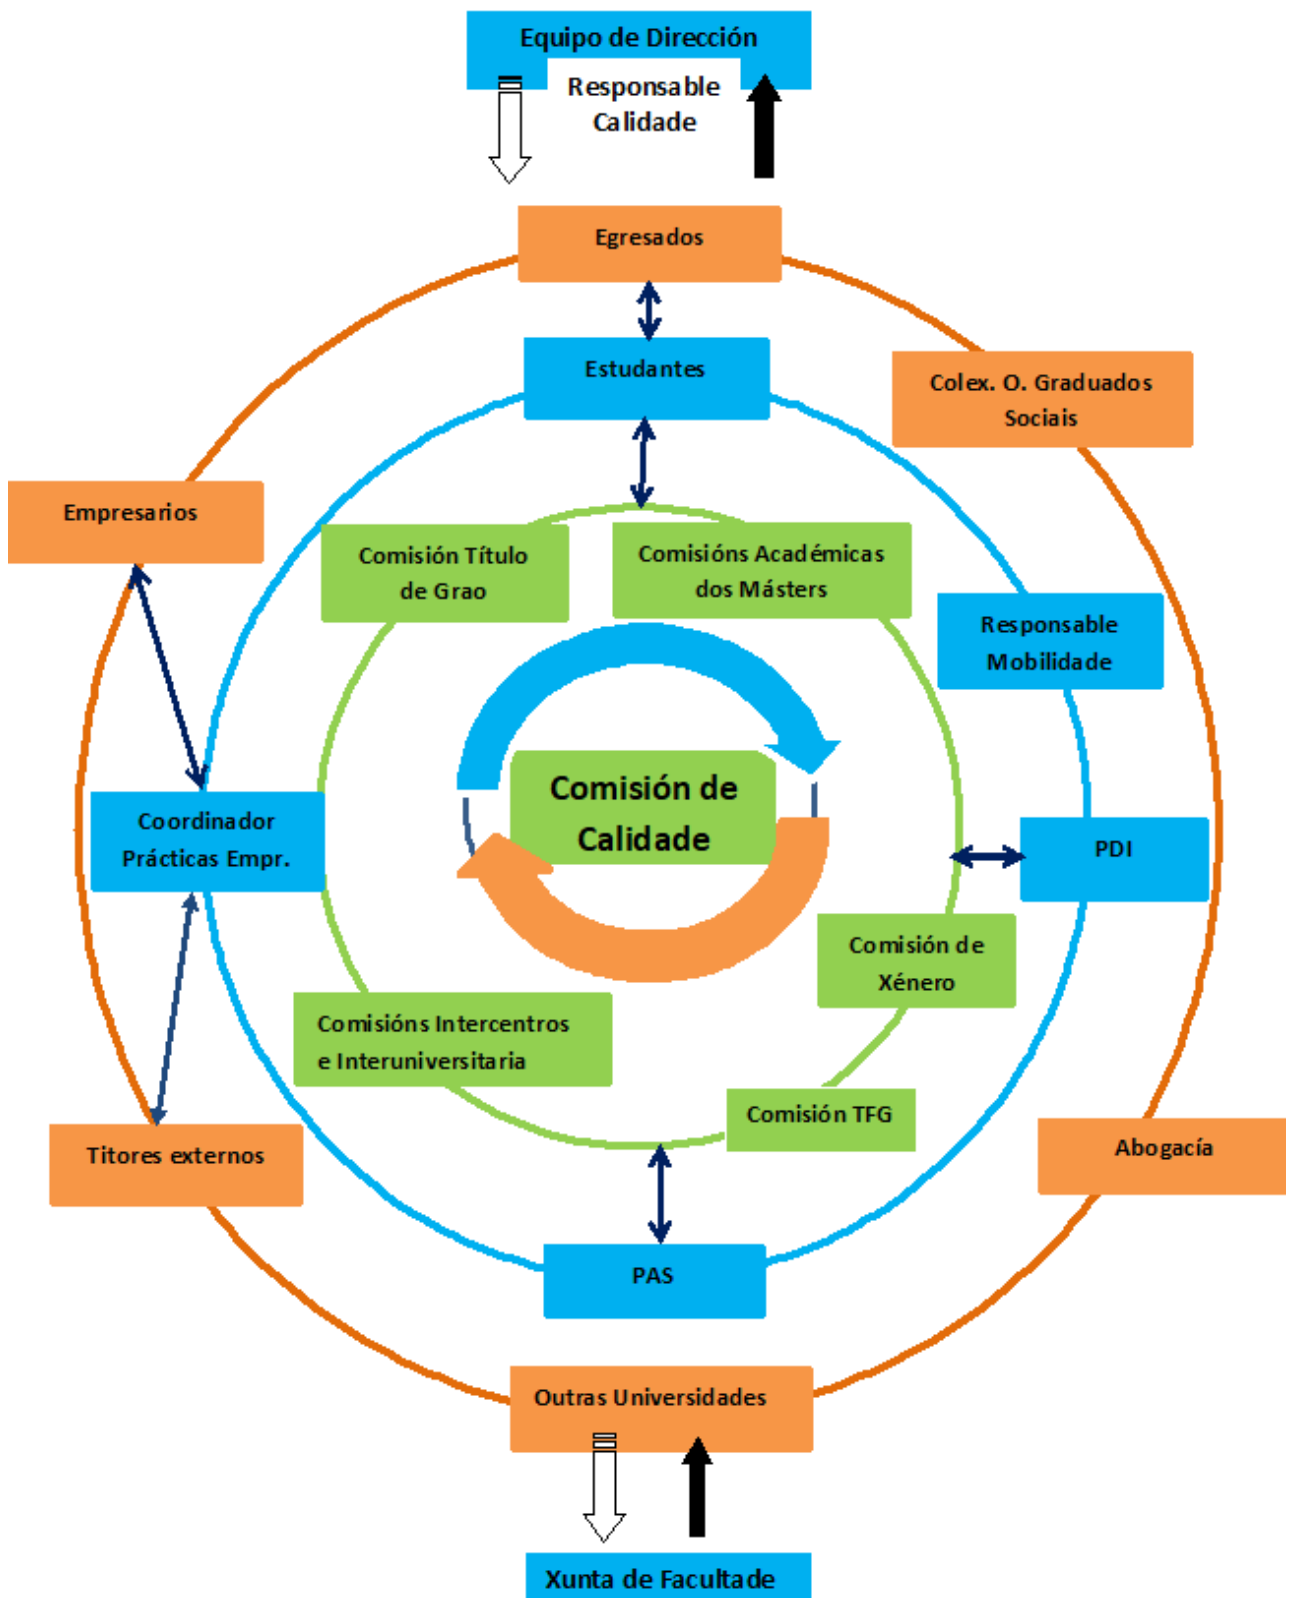 Equipo de Dirección
Responsable
Calidade
Egresados
Estudantes
Colex. O. Graduados
Sociais
Empresarios
Comisión Título
de Grao
Comisións Académicas
dos Másters
Responsable
Mobilidade
Comisión de
Calidade
Coordinador
Prácticas Empr.
PDI
Comisión de
Xénero
Comisións Intercentros
e Interuniversitaria
Comisión TFG
Titores externos
Abogacía
PAS
Outras Universidades
Xunta de Facultade